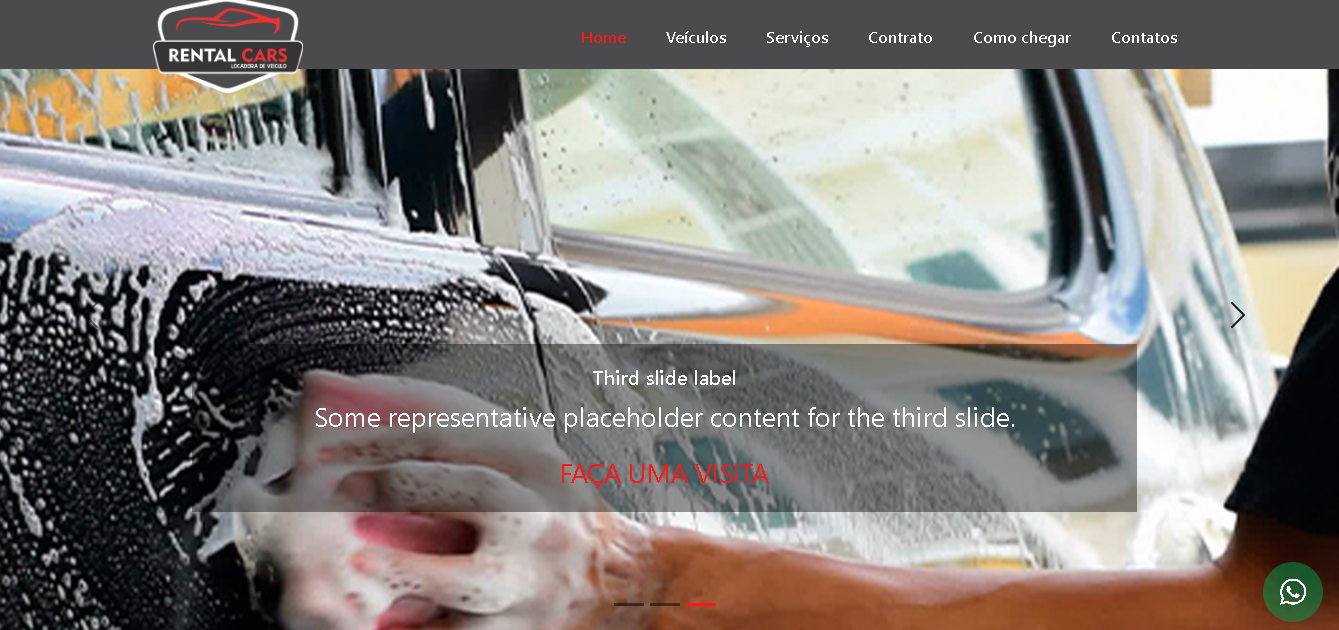 RENTAL CARS
LOCADORA DE VEÍCULO
Home Veículos Serviços Contrato Como chegar Contatos
Third slide label
Some representative placeholder content for the third slide.
FAÇA UMA VISITA